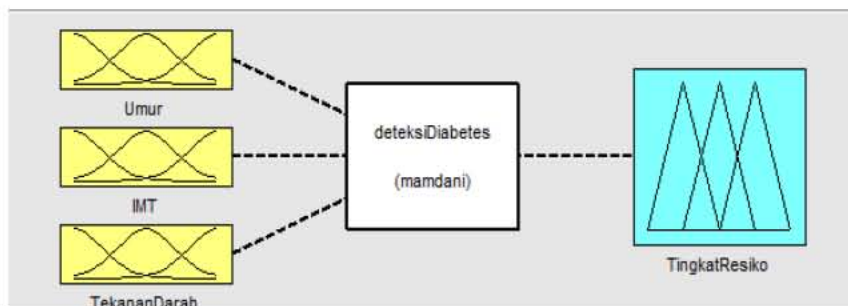 Umur
IMT
TekananDarah
deteksiDiabetes
(mamdani)
TingkatResiko